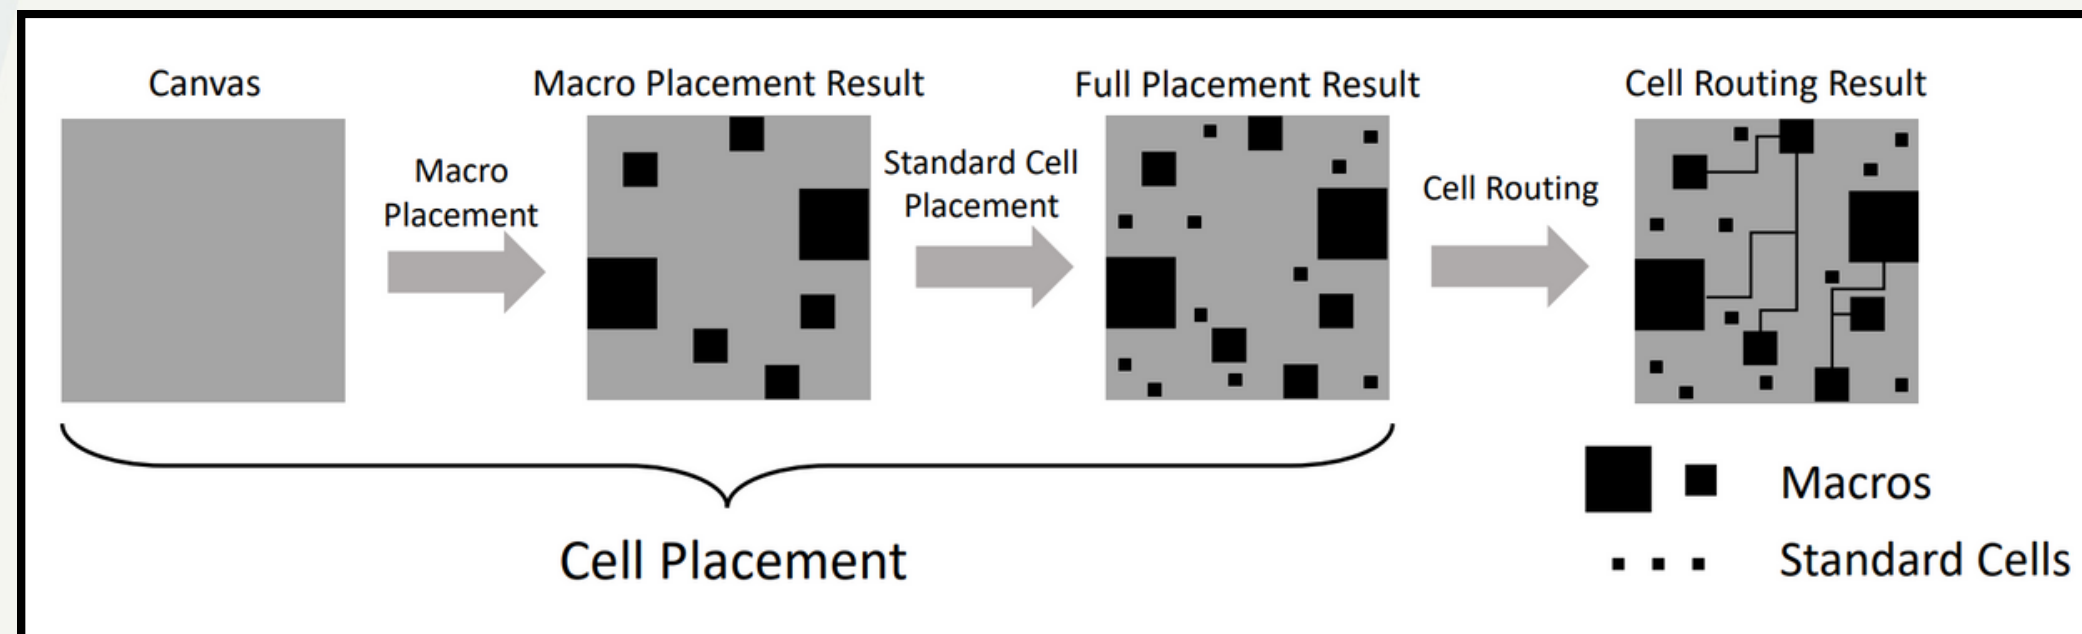 Canvas
Macro Placement Result
Full Placement Result
Cell Routing Result
Macro
Placement
Standard Cell
Placement
Cell Routing
Cell Placement
Macros
Standard Cells